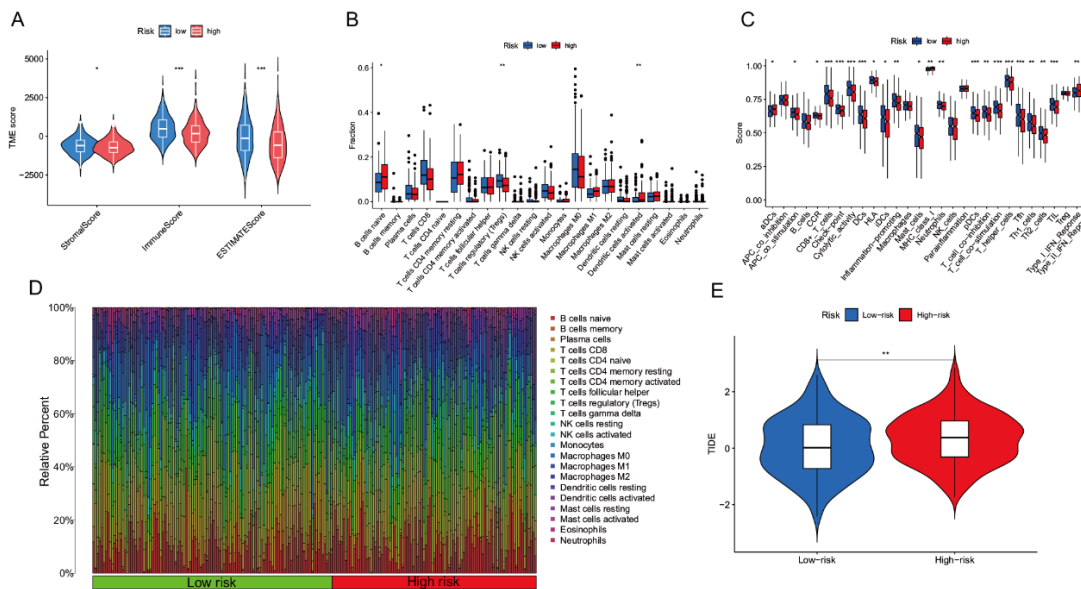 A
Risk low high
TME score
5000
2500
0
−2500
* *** ***
StromalScore
ImmuneScore
ESTIMATEScore
B
Risk low high
Fraction
0.6
0.4
0.2
0.0
* ** **
B cells naive
B cells memory
Plasma cells
T cells CD8
T cells CD4 naive
T cells CD4 memory resting
T cells CD4 memory activated
T cells follicular helper
T cells regulatory (Tregs)
T cells gamma delta
NK cells resting
NK cells activated
Monocytes
Macrophages M0
Macrophages M1
Macrophages M2
Dendritic cells resting
Dendritic cells activated
Mast cells resting
Mast cells activated
Eosinophils
Neutrophils
C
Risk low high
Score
1.00
0.75
0.50
0.25
0.00
aDCs
APC_co_inhibition
APC_co_stimulation
B_cells
CCR
CD8+_T_cells
Check-point
Cytolytic_activity
DCs
HLA
iDCs
Inflammation-promoting
Macrophages
Mast_cells
MHC_class_I
Neutrophils
NK_cells
Parainflammation
pDCs
T_cell_co-inhibition
T_cell_co-stimulation
T_helper_cells
Tfh
Th1_cells
Th2_cells
TIL
Treg
Type_I_IFN_Reponse
Type_II_IFN_Reponse
D
Relative Percent
100%
80%
60%
40%
20%
0%
Low risk High risk
B cells naive
B cells memory
Plasma cells
T cells CD8
T cells CD4 naive
T cells CD4 memory resting
T cells CD4 memory activated
T cells follicular helper
T cells regulatory (Tregs)
T cells gamma delta
NK cells resting
NK cells activated
Monocytes
Macrophages M0
Macrophages M1
Macrophages M2
Dendritic cells resting
Dendritic cells activated
Mast cells resting
Mast cells activated
Eosinophils
Neutrophils
E
Risk Low-risk High-risk
**
TIDE
2
0
−2
Low-risk High-risk